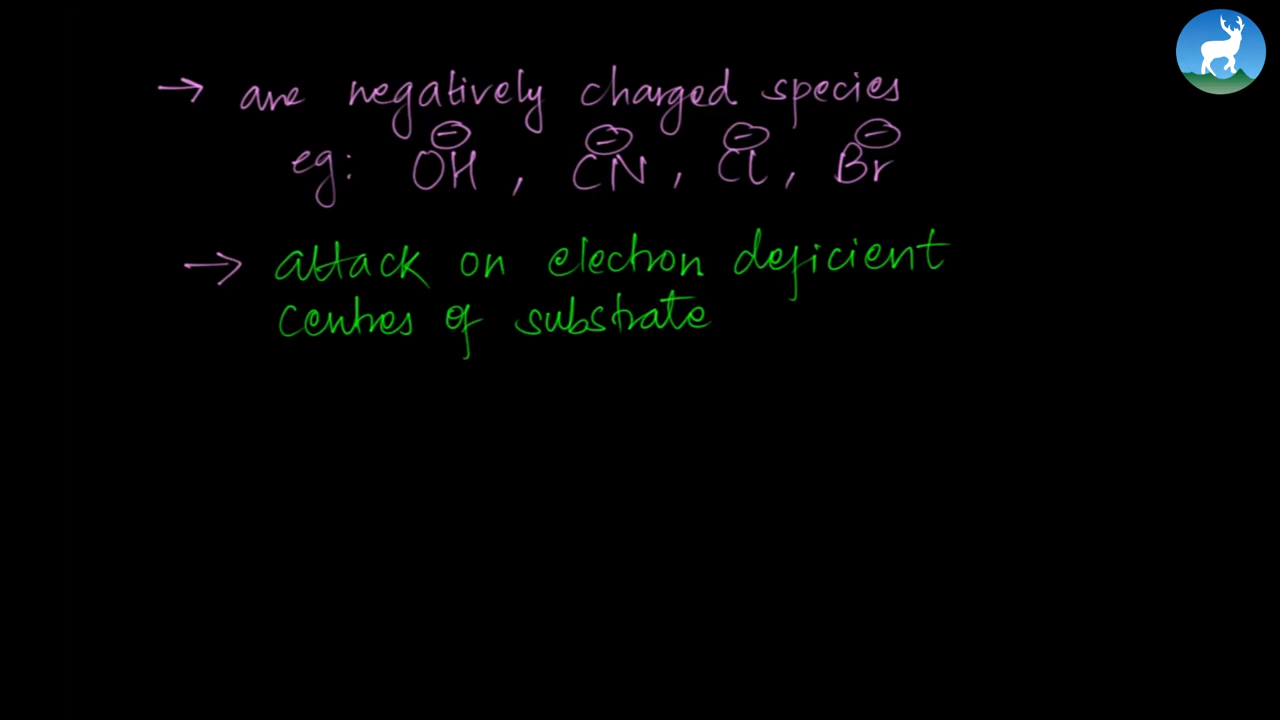 → are negatively charged species
eg: OH⊖, CN⊖, Cl⊖, Br⊖
→ attack on electron deficient
centres of substrate